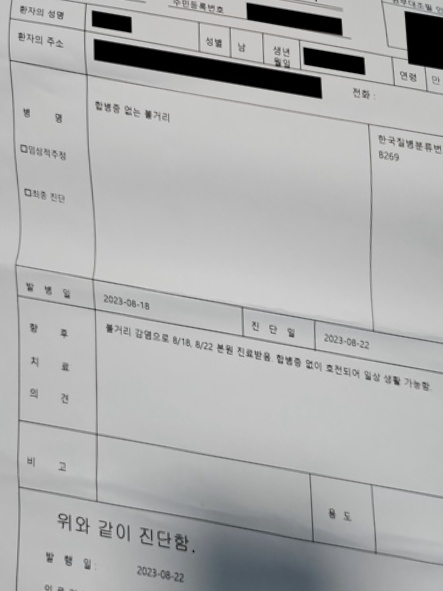 주민등록번호
환자의 성명
환자의 주소
성별 남 생년월일 연령 만
전화 :
병 명
합병증 없는 볼거리
한국질병분류번
B269
□임상적추정
□최종 진단
발 병 일 2023-08-18 진 단 일 2023-08-22
향 후 치 료 의 견
볼거리 감염으로 8/18, 8/22 본원 진료받음. 합병증 없이 호전되어 일상 생활 가능함.
비 고
용 도
위와 같이 진단함.
발 행 일: 2023-08-22